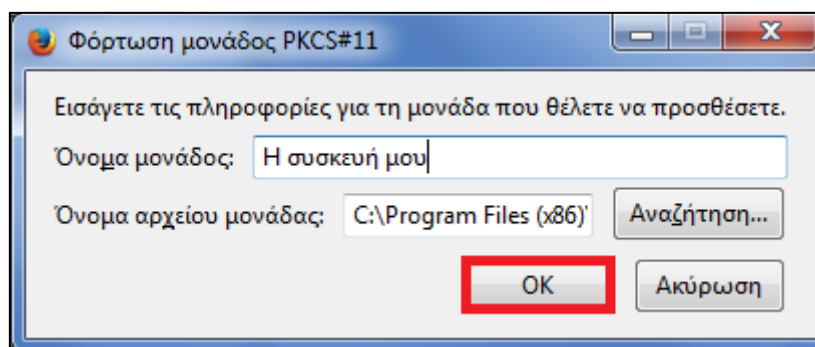 Φόρτωση μονάδος PKCS#11
Εισάγετε τις πληροφορίες για τη μονάδα που θέλετε να προσθέσετε.
Όνομα μονάδος: Η συσκευή μου
Όνομα αρχείου μονάδας: C:\Program Files (x86)\ Αναζήτηση...
OK Ακύρωση